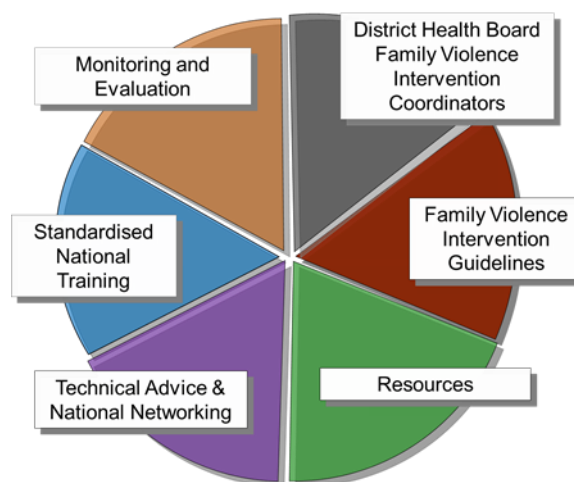 Monitoring and
Evaluation
District Health Board
Family Violence
Intervention
Coordinators
Standardised
National
Training
Family Violence
Intervention
Guidelines
Technical Advice &
National Networking
Resources